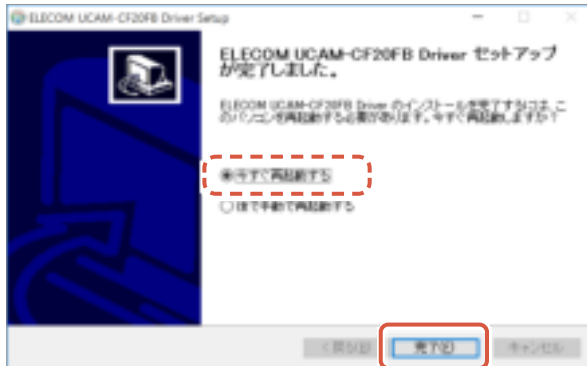 ELECOM UCAM-CF20FB Driver Setup
ELECOM UCAM-CF20FB Driver セットアップ
が完了しました。
ELECOM UCAM-CF20FB Driver のインストールを完了するには、こ
のパソコンを再起動する必要があります。今すぐ再起動しますか?
今すぐ再起動する
後で手動で再起動する
< 戻る(B)
完了(F)
キャンセル